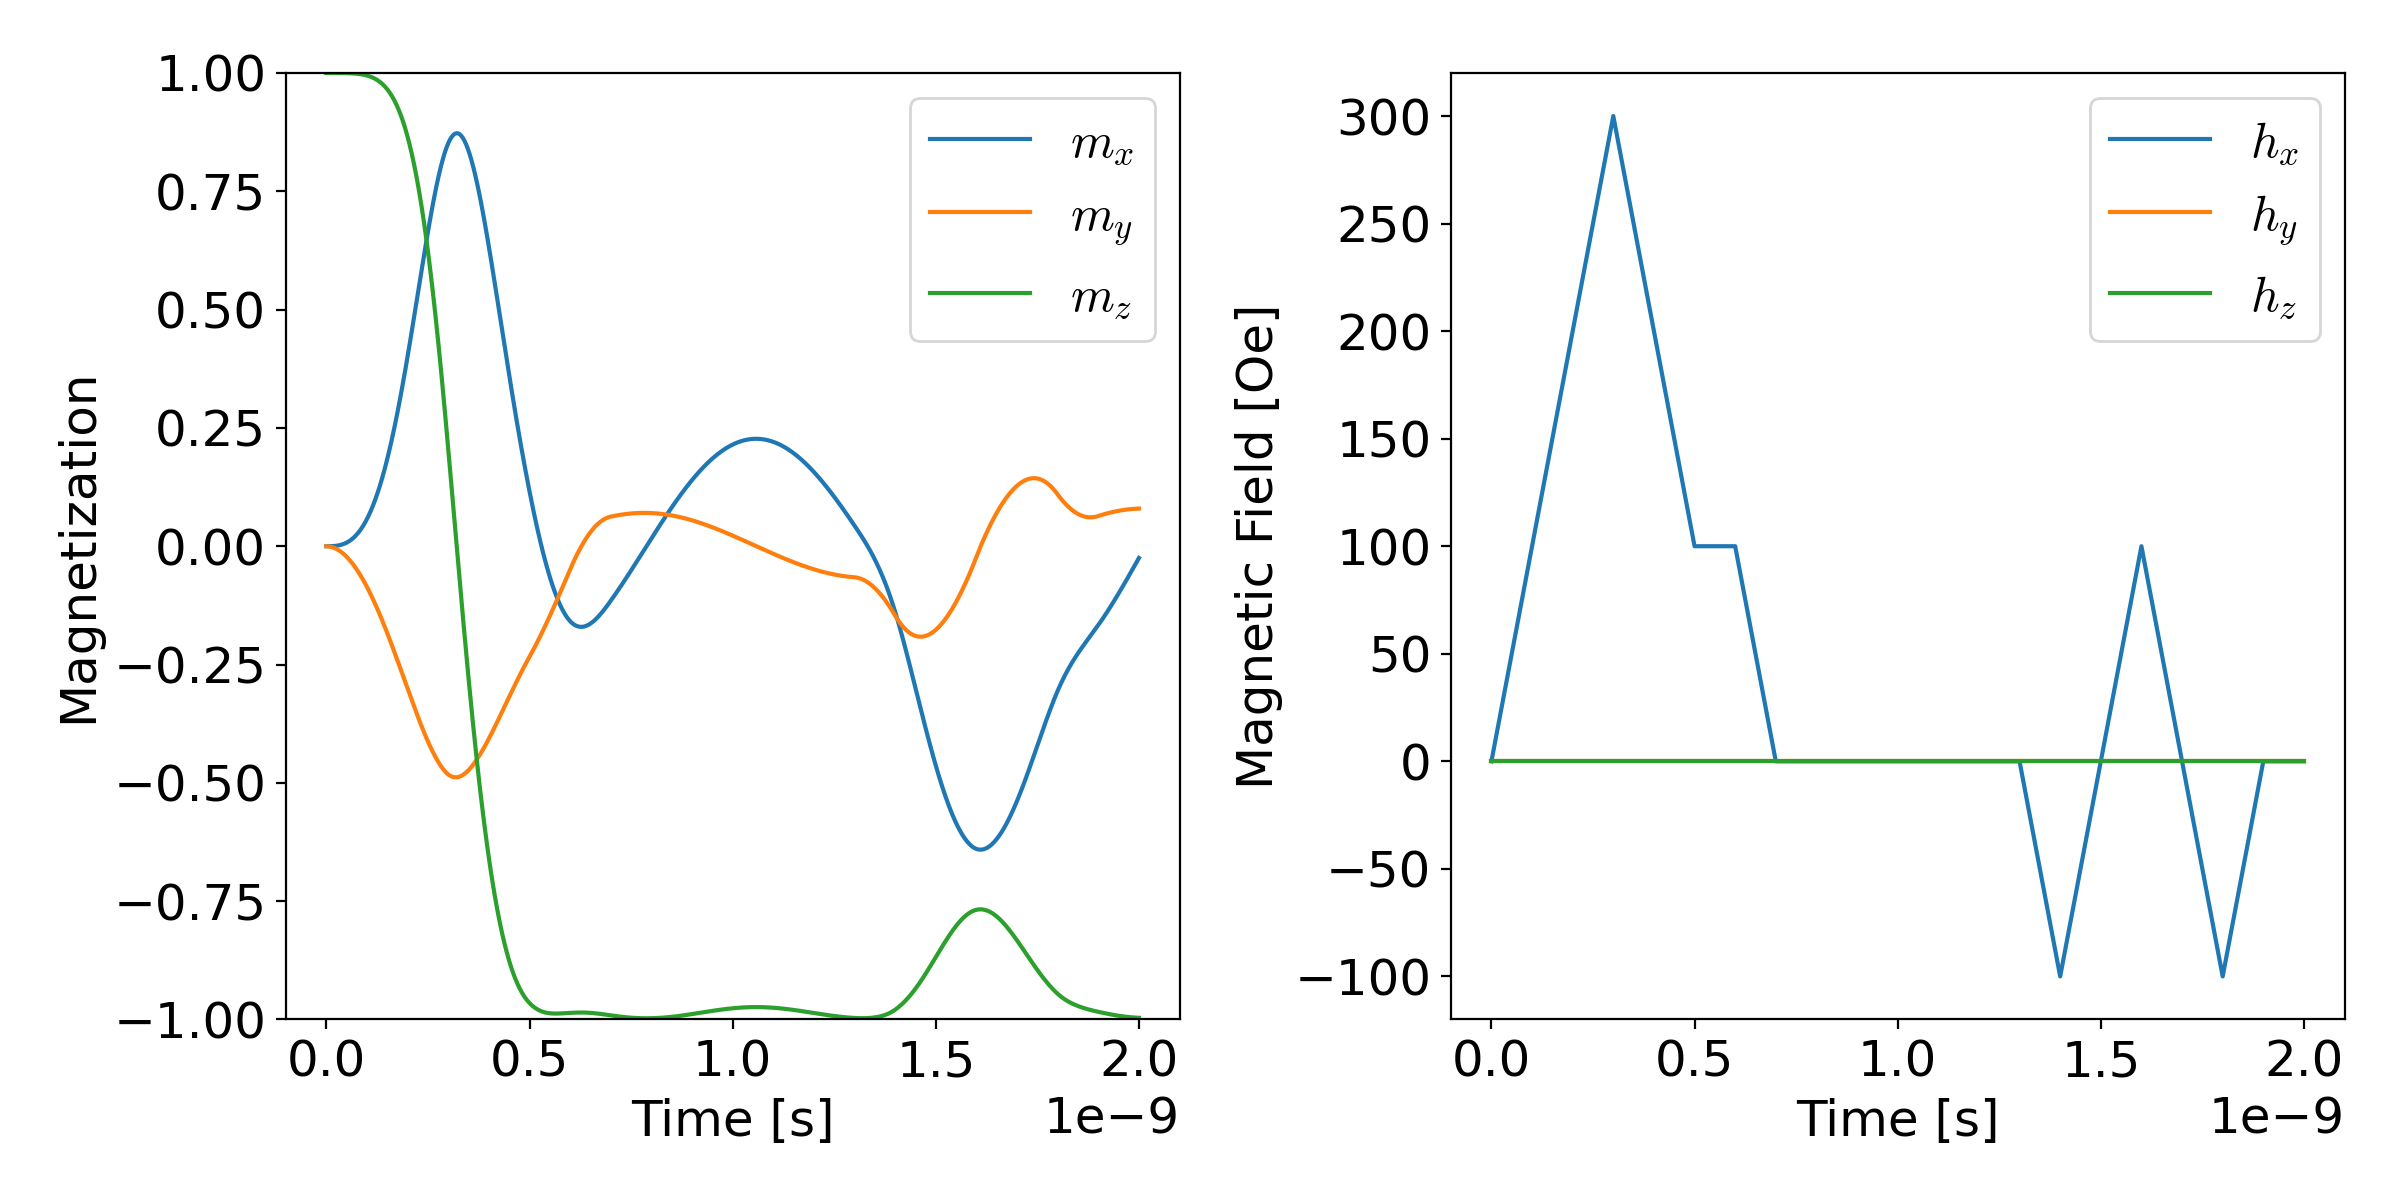 Magnetization
1.00
0.75
0.50
0.25
0.00
−0.25
−0.50
−0.75
−1.00
0.0 0.5 1.0 1.5 2.0
Time [s]
1e−9
m_x
m_y
m_z
Magnetic Field [Oe]
300
250
200
150
100
50
0
−50
−100
0.0 0.5 1.0 1.5 2.0
Time [s]
1e−9
h_x
h_y
h_z